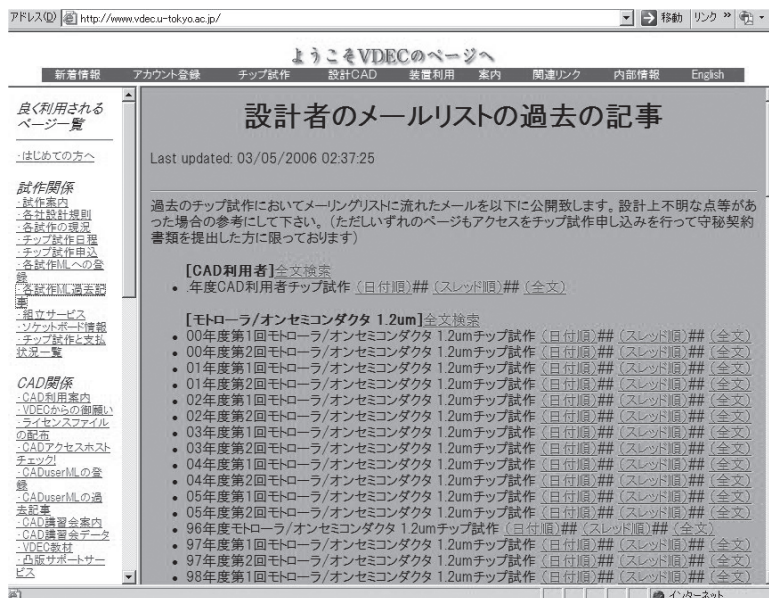 アドレス(D) http://www.vdec.u-tokyo.ac.jp/ 移動 リンク »
ようこそVDECのページへ
新着情報 アカウント登録 チップ試作 設計CAD 装置利用 案内 関連リンク 内部情報 English
良く利用される
ページ一覧
・はじめての方へ
試作関係
・試作案内
・各社設計規則
・各試作の現況
・チップ試作日程
・チップ試作申込
・各試作MLへの登
録
・各試作ML過去記
事
・組立サービス
・ソケットボード情報
・チップ試作と支払
状況一覧
CAD関係
・CAD利用案内
・VDECからの御願い
・ライセンスファイル
の配布
・CADアクセスホスト
チェック!
・CADuserMLの登
録
・CADuserMLの過
去記事
・CAD講習会案内
・CAD講習会データ
・VDEC教材
・凸版サポートサー
ビス
設計者のメールリストの過去の記事
Last updated: 03/05/2006 02:37:25
過去のチップ試作においてメーリングリストに流れたメールを以下に公開致します。設計上不明な点等があ
った場合の参考にして下さい。(ただしいずれのページもアクセスをチップ試作申し込みを行って守秘契約
書類を提出した方に限っております)
[CAD利用者]全文検索
• .年度CAD利用者チップ試作 (日付順)## (スレッド順)## (全文)
[モトローラ/オンセミコンダクタ 1.2um]全文検索
• 00年度第1回モトローラ/オンセミコンダクタ 1.2umチップ試作 (日付順)## (スレッド順)## (全文)
• 00年度第2回モトローラ/オンセミコンダクタ 1.2umチップ試作 (日付順)## (スレッド順)## (全文)
• 01年度第1回モトローラ/オンセミコンダクタ 1.2umチップ試作 (日付順)## (スレッド順)## (全文)
• 01年度第2回モトローラ/オンセミコンダクタ 1.2umチップ試作 (日付順)## (スレッド順)## (全文)
• 02年度第1回モトローラ/オンセミコンダクタ 1.2umチップ試作 (日付順)## (スレッド順)## (全文)
• 02年度第2回モトローラ/オンセミコンダクタ 1.2umチップ試作 (日付順)## (スレッド順)## (全文)
• 03年度第1回モトローラ/オンセミコンダクタ 1.2umチップ試作 (日付順)## (スレッド順)## (全文)
• 03年度第2回モトローラ/オンセミコンダクタ 1.2umチップ試作 (日付順)## (スレッド順)## (全文)
• 04年度第1回モトローラ/オンセミコンダクタ 1.2umチップ試作 (日付順)## (スレッド順)## (全文)
• 04年度第2回モトローラ/オンセミコンダクタ 1.2umチップ試作 (日付順)## (スレッド順)## (全文)
• 05年度第1回モトローラ/オンセミコンダクタ 1.2umチップ試作 (日付順)## (スレッド順)## (全文)
• 05年度第2回モトローラ/オンセミコンダクタ 1.2umチップ試作 (日付順)## (スレッド順)## (全文)
• 96年度モトローラ/オンセミコンダクタ 1.2umチップ試作 (日付順)## (スレッド順)## (全文)
• 97年度第1回モトローラ/オンセミコンダクタ 1.2umチップ試作 (日付順)## (スレッド順)## (全文)
• 97年度第2回モトローラ/オンセミコンダクタ 1.2umチップ試作 (日付順)## (スレッド順)## (全文)
• 98年度第1回モトローラ/オンセミコンダクタ 1.2umチップ試作 (日付順)## (スレッド順)## (全文)
インターネット